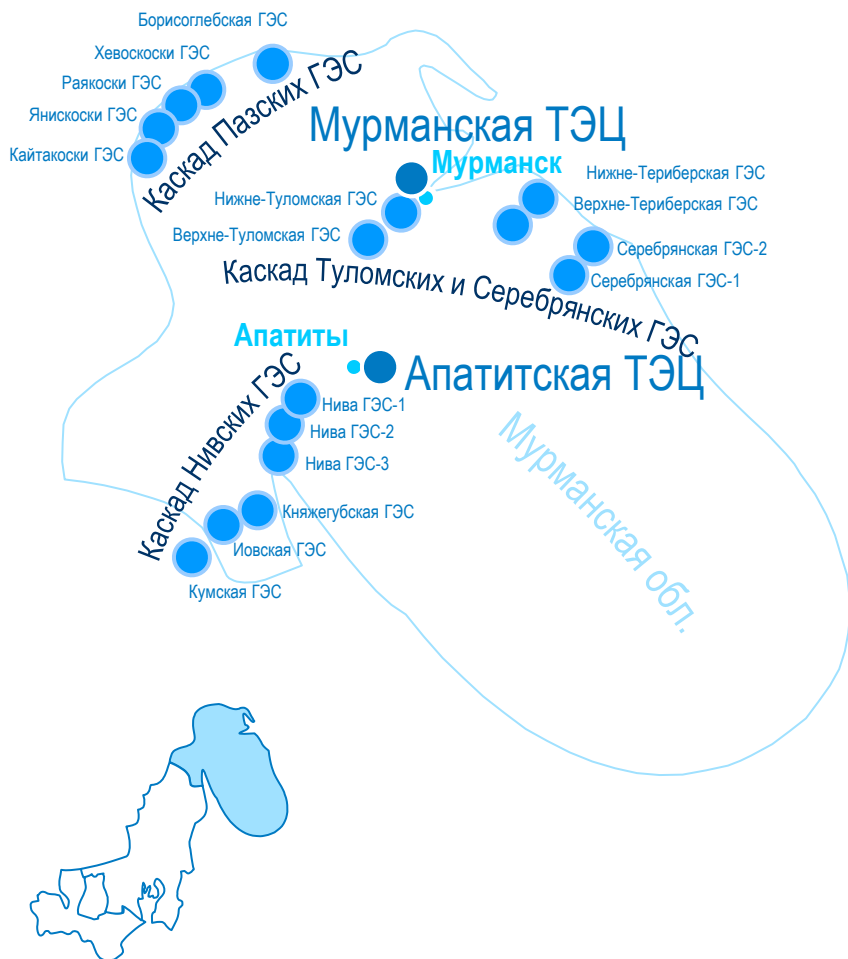 Борисоглебская ГЭС
Хевоскоски ГЭС
Раякоски ГЭС
Янискоски ГЭС
Кайтакоски ГЭС
Каскад Пазских ГЭС
Мурманская ТЭЦ
Мурманск
Нижне-Туломская ГЭС
Верхне-Туломская ГЭС
Нижне-Териберская ГЭС
Верхне-Териберская ГЭС
Серебрянская ГЭС-2
Серебрянская ГЭС-1
Каскад Туломских и Серебрянских ГЭС
Апатиты
Апатитская ТЭЦ
Каскад Нивских ГЭС
Нива ГЭС-1
Нива ГЭС-2
Нива ГЭС-3
Княжегубская ГЭС
Иовская ГЭС
Кумская ГЭС
Мурманская обл.